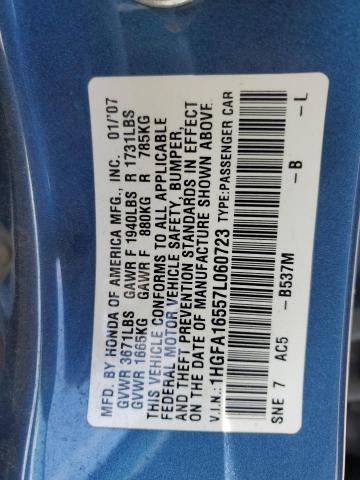 MFD. BY HONDA OF AMERICA MFG., INC. 01/'07
GVWR 3671LBS GAWR F 1940LBS R 1731LBS
GVWR 1665KG GAWR F 880KG R 785KG
THIS VEHICLE CONFORMS TO ALL APPLICABLE
FEDERAL MOTOR VEHICLE SAFETY, BUMPER,
AND THEFT PREVENTION STANDARDS IN EFFECT
ON THE DATE OF MANUFACTURE SHOWN ABOVE.
V.I.N.: 1HGFA16557L060723 TYPE:PASSENGER CAR
SNE 7 AC5 -B537M -B -L